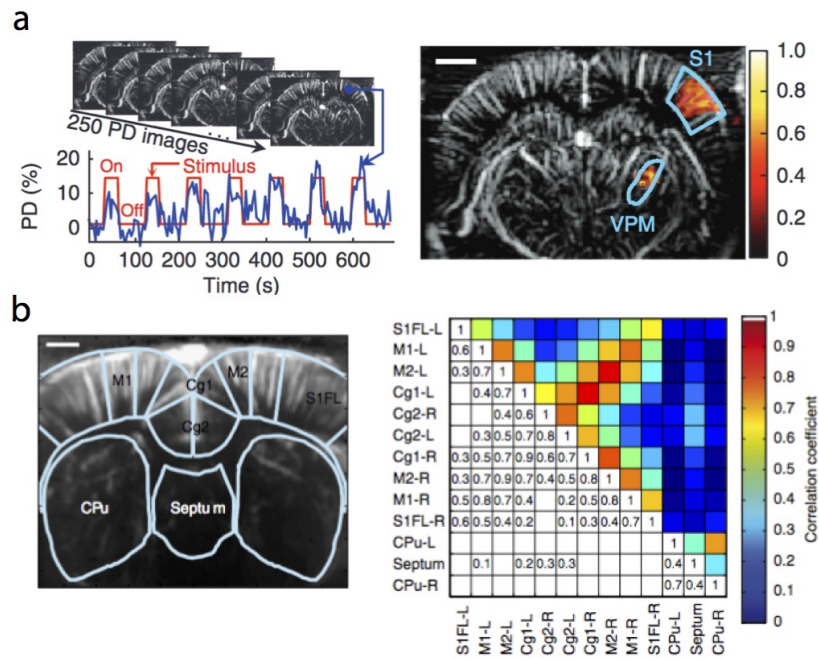 a
250 PD images
...
20
10
0
PD (%)
On
Off
Stimulus
0 100 200 300 400 500 600
Time (s)
S1
VPM
1.0
0.8
0.6
0.4
0.2
0
b
M1
Cg1
M2
S1FL
Cg2
CPu
Septum
S1FL-L 1
M1-L 0.6 1
M2-L 0.3 0.7 1
Cg1-L 0.4 0.7 1
Cg2-R 0.4 0.6 1
Cg2-L 0.3 0.5 0.7 0.8 1
Cg1-R 0.3 0.5 0.7 0.9 0.6 0.7 1
M2-R 0.3 0.7 0.9 0.7 0.4 0.5 0.8 1
M1-R 0.5 0.8 0.7 0.4 0.2 0.5 0.8 1
S1FL-R 0.6 0.5 0.4 0.2 0.1 0.3 0.4 0.7 1
CPu-L 1
Septum 0.1 0.2 0.3 0.3 0.4 1
CPu-R 0.7 0.4 1
S1FL-L M1-L M2-L Cg1-L Cg2-R Cg2-L Cg1-R M2-R M1-R S1FL-R CPu-L Septum CPu-R
1
0.9
0.8
0.7
0.6
0.5
0.4
0.3
0.2
0.1
0
Correlation coefficient